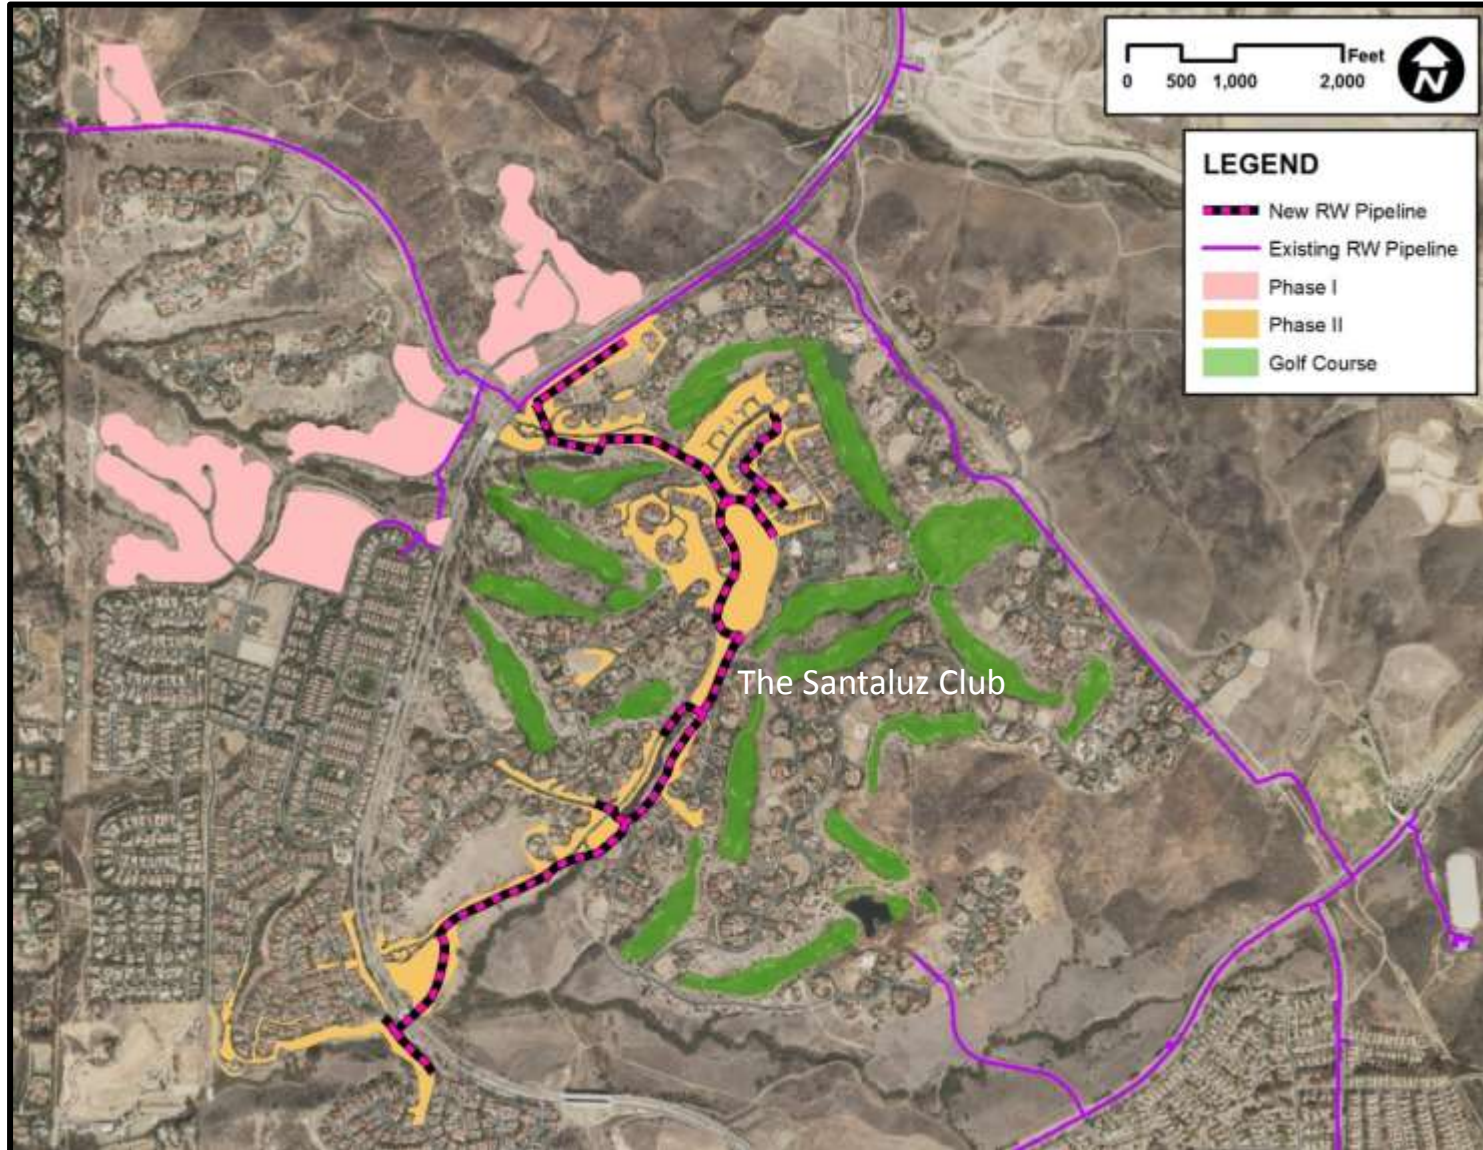 Feet
0 500 1,000 2,000
N
LEGEND
New RW Pipeline
Existing RW Pipeline
Phase I
Phase II
Golf Course
The Santaluz Club